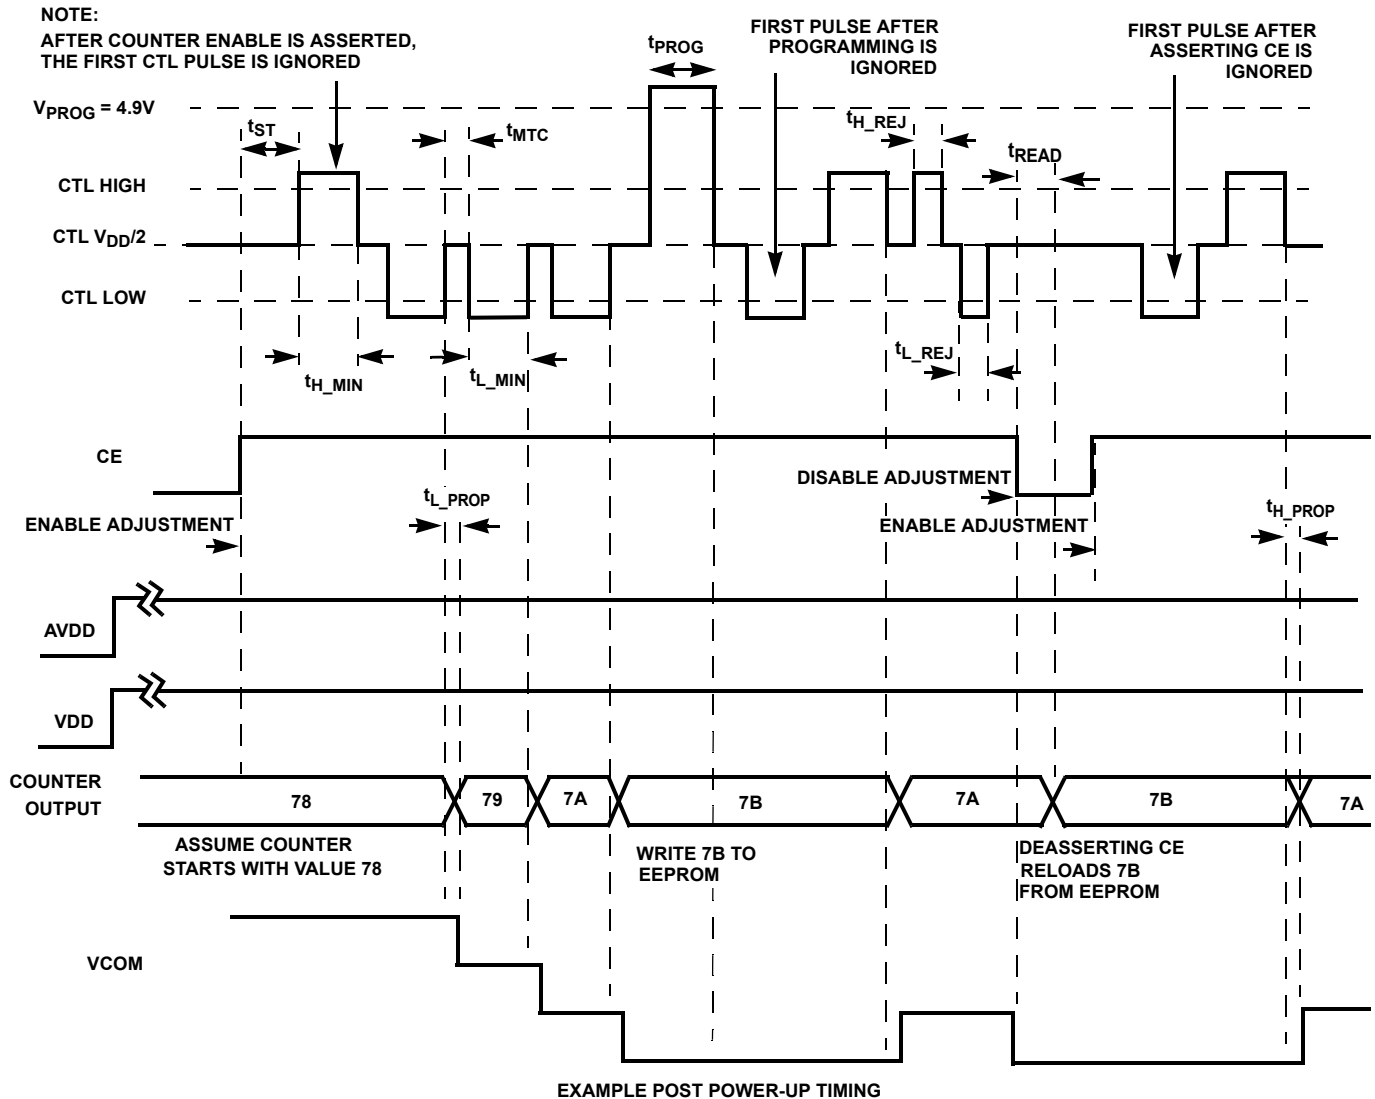 NOTE:
AFTER COUNTER ENABLE IS ASSERTED,
THE FIRST CTL PULSE IS IGNORED
tPROG
FIRST PULSE AFTER
PROGRAMMING IS
IGNORED
FIRST PULSE AFTER
ASSERTING CE IS
IGNORED
VPROG = 4.9V
tST
tMTC
tH_REJ
tREAD
CTL HIGH
CTL VDD/2
CTL LOW
tH_MIN
tL_MIN
tL_REJ
CE
DISABLE ADJUSTMENT
tL_PROP
tH_PROP
ENABLE ADJUSTMENT
ENABLE ADJUSTMENT
AVDD
VDD
COUNTER
OUTPUT
78
79
7A
7B
7A
7B
7A
ASSUME COUNTER
STARTS WITH VALUE 78
WRITE 7B TO
EEPROM
DEASSERTING CE
RELOADS 7B
FROM EEPROM
VCOM
EXAMPLE POST POWER-UP TIMING